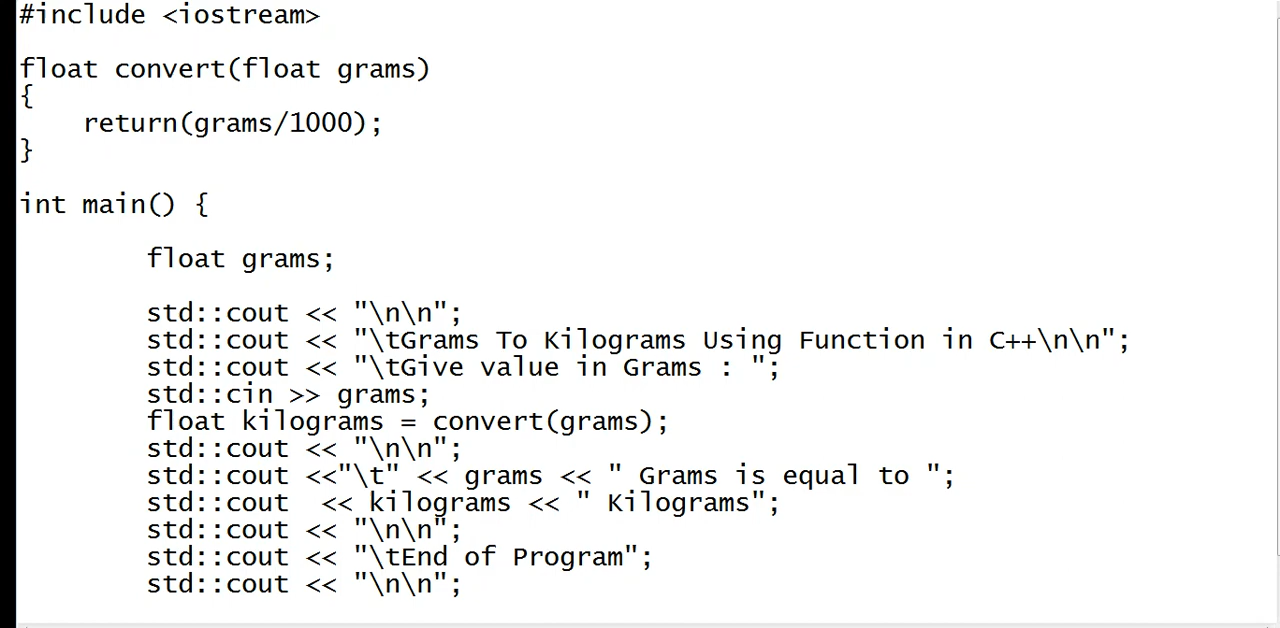 #include <iostream>
float convert(float grams)
{
    return(grams/1000);
}
int main() {
        float grams;
        std::cout << "\n\n";
        std::cout << "\tGrams To Kilograms Using Function in C++\n\n";
        std::cout << "\tGive value in Grams : ";
        std::cin >> grams;
        float kilograms = convert(grams);
        std::cout << "\n\n";
        std::cout <<"\t" << grams << " Grams is equal to ";
        std::cout  << kilograms << " Kilograms";
        std::cout << "\n\n";
        std::cout << "\tEnd of Program";
        std::cout << "\n\n";